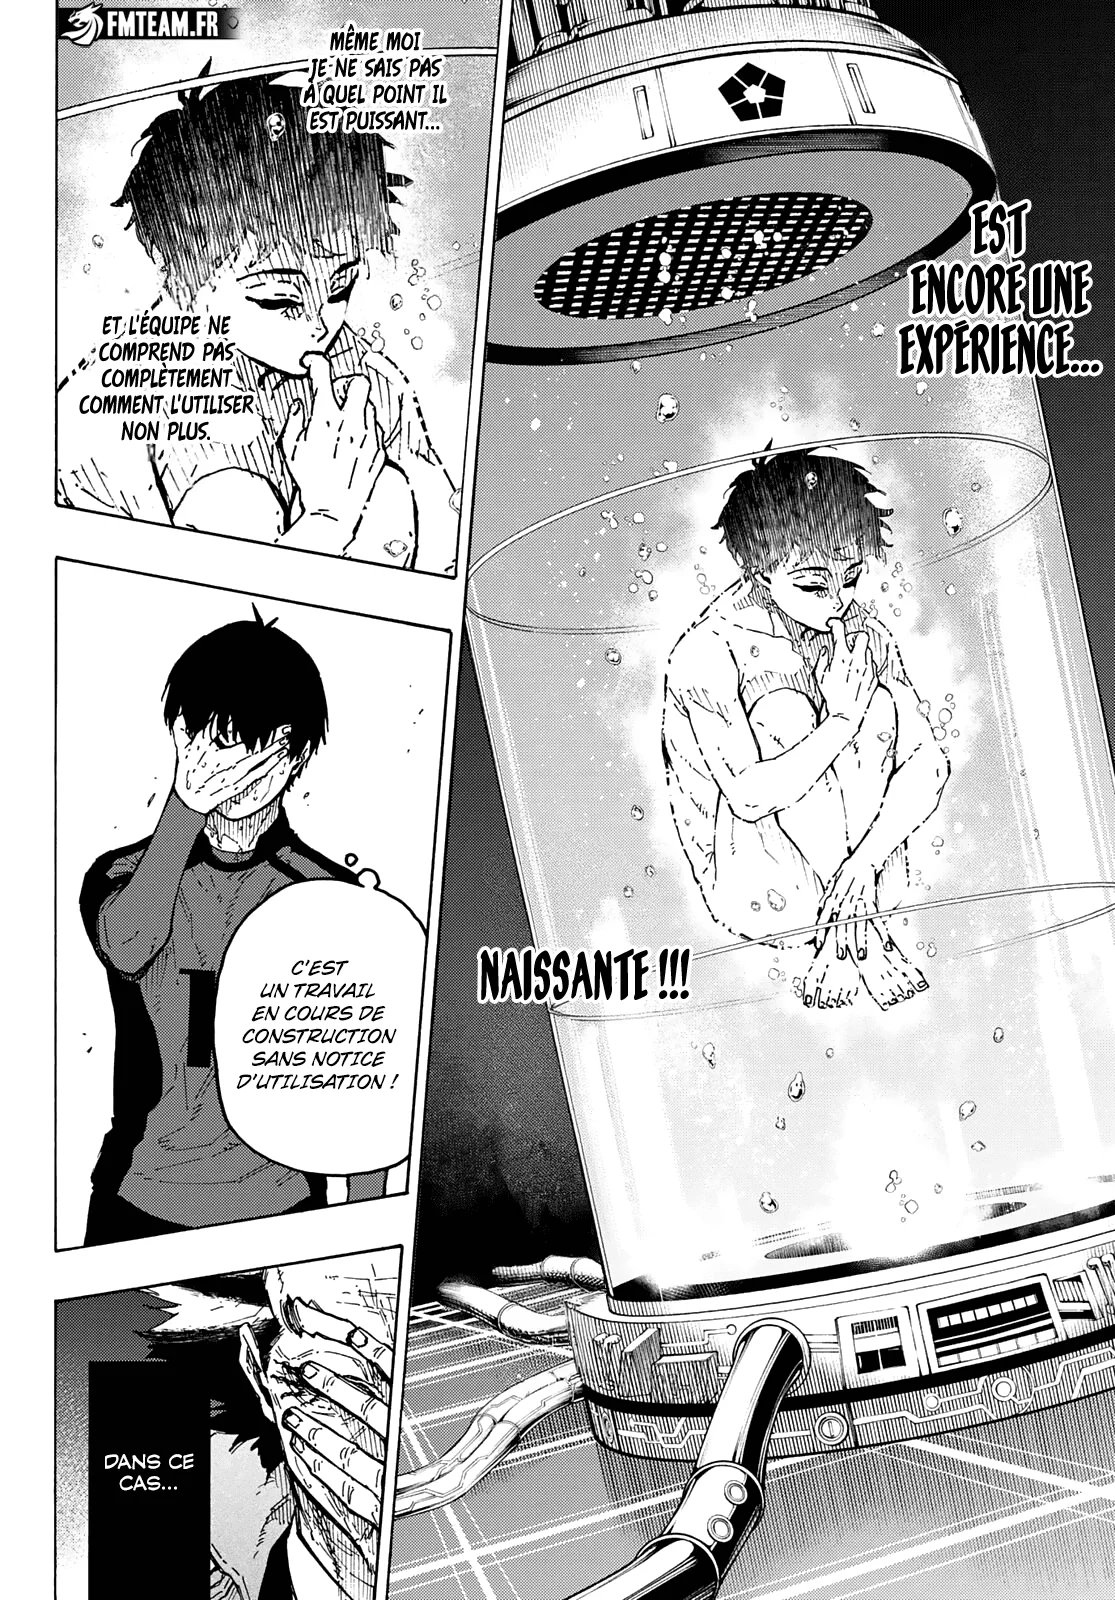 FMTEAM.FR
EST
ENCORE UNE
EXPÉRIENCE...
NAISSANTE !!!
MÊME MOI
JE NE SAIS PAS
À QUEL POINT IL
EST PUISSANT...
ET L'ÉQUIPE NE
COMPREND PAS
COMPLÈTEMENT
COMMENT L'UTILISER
NON PLUS.
C'EST
UN TRAVAIL
EN COURS DE
CONSTRUCTION
SANS NOTICE
D'UTILISATION !
DANS CE
CAS...